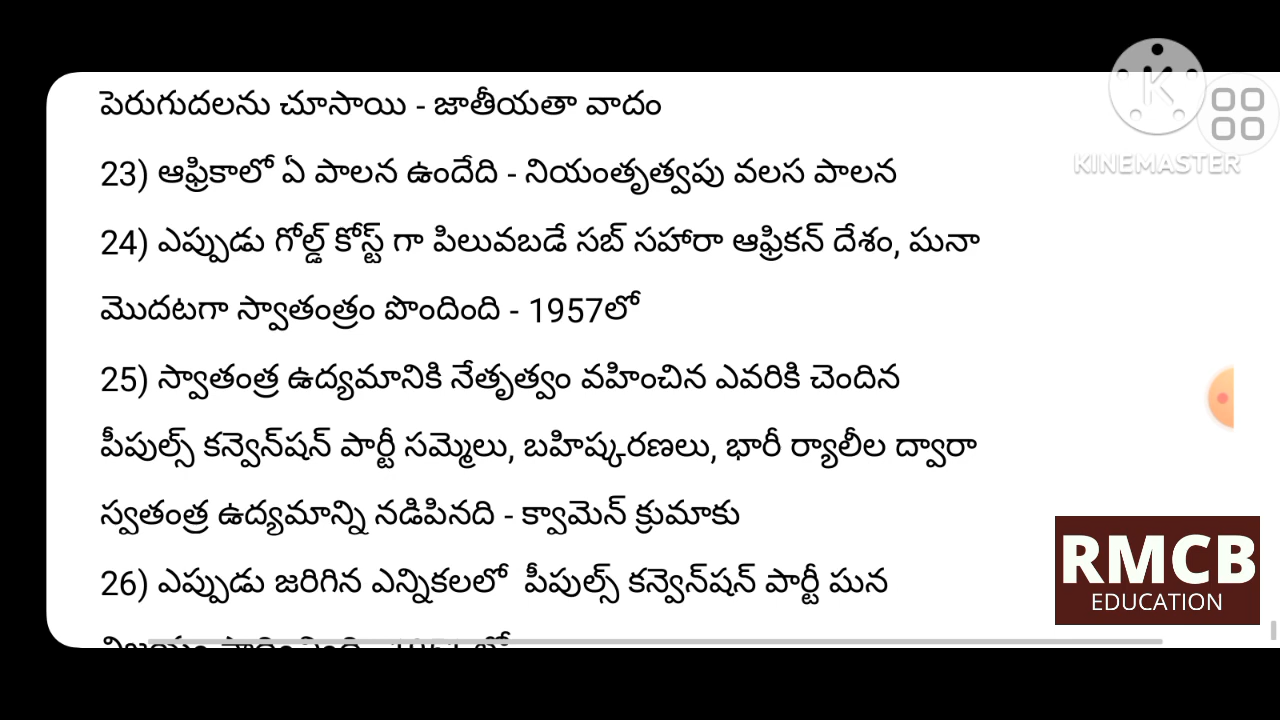 పెరుగుదలను చూసాయి - జాతీయతా వాదం
23) ఆఫ్రికాలో ఏ పాలన ఉండేది - నియంతృత్వపు వలస పాలన
24) ఎప్పుడు గోల్డ్ కోస్ట్ గా పిలువబడే సబ్ సహారా ఆఫ్రికన్ దేశం, ఘనా
మొదటగా స్వాతంత్రం పొందింది - 1957లో
25) స్వాతంత్ర ఉద్యమానికి నేతృత్వం వహించిన ఎవరికి చెందిన
పీపుల్స్ కన్వెన్‌షన్ పార్టీ సమ్మెలు, బహిష్కరణలు, భారీ ర్యాలీల ద్వారా
స్వతంత్ర ఉద్యమాన్ని నడిపినది - క్వామెన్ క్రుమాకు
26) ఎప్పుడు జరిగిన ఎన్నికలలో పీపుల్స్ కన్వెన్‌షన్ పార్టీ ఘన
KINEMASTER
RMCB
EDUCATION